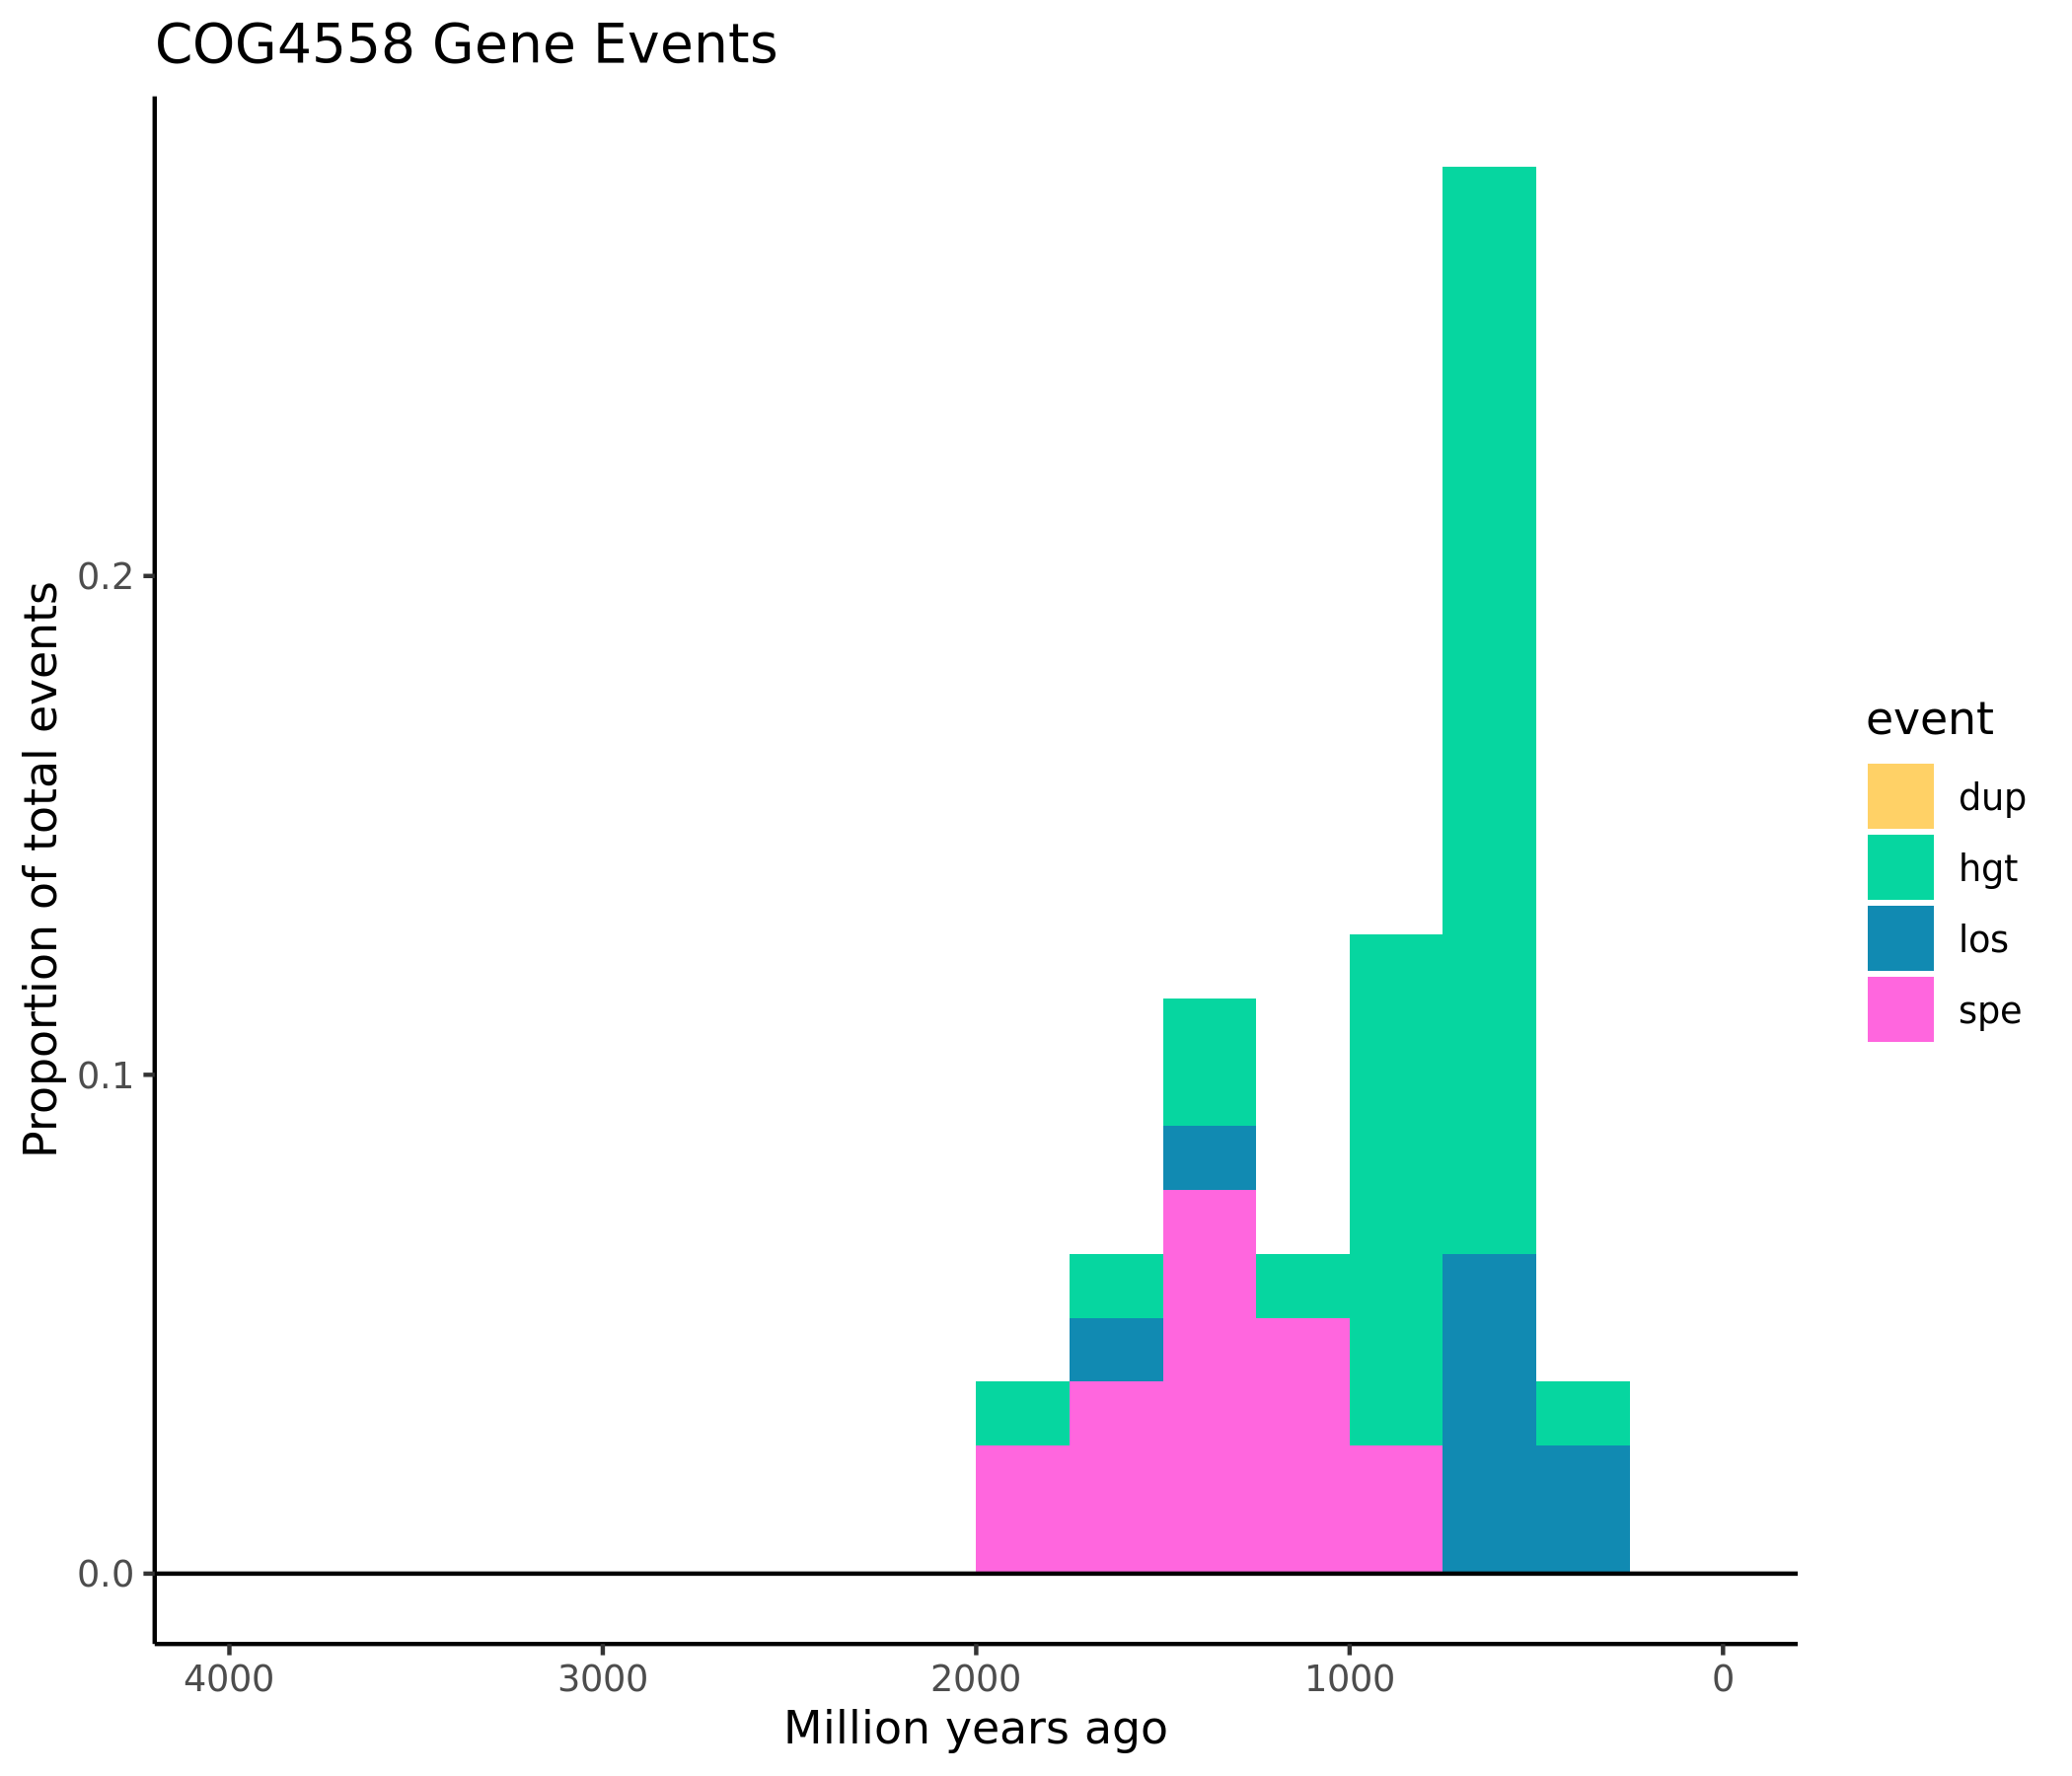 COG4558 Gene Events
Proportion of total events
0.2
0.1
0.0
4000 3000 2000 1000 0
Million years ago
event
dup
hgt
los
spe